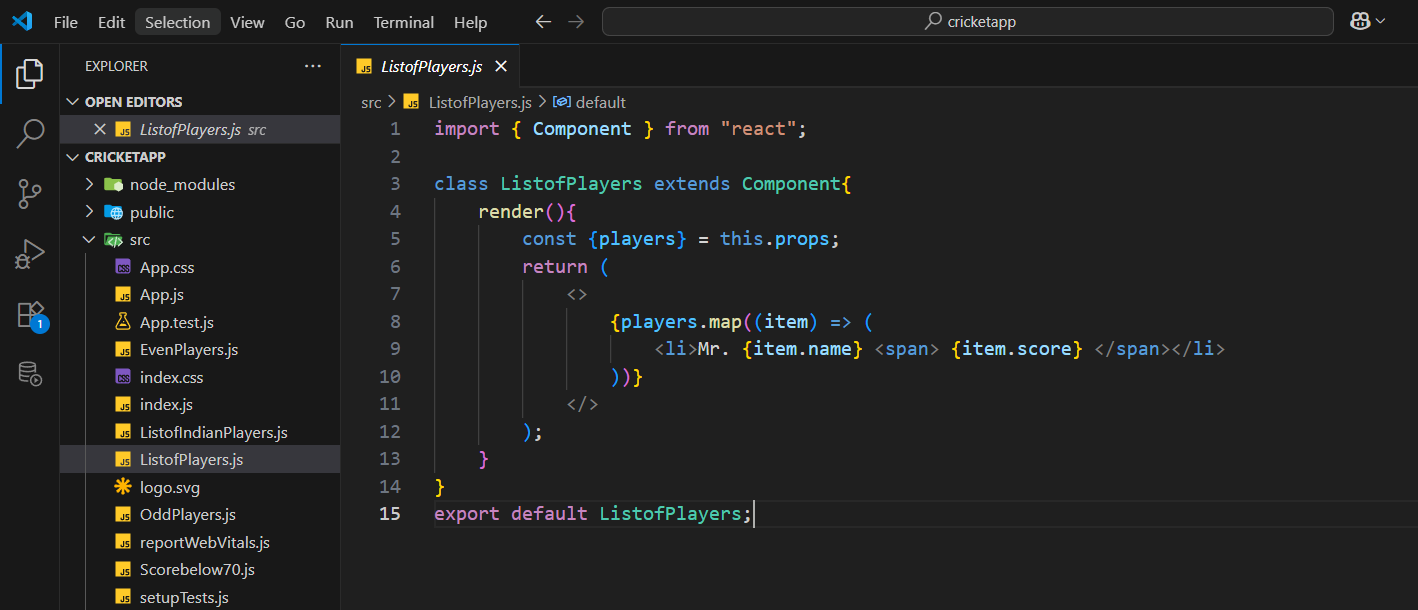 File Edit Selection View Go Run Terminal Help
cricketapp
EXPLORER
OPEN EDITORS
ListofPlayers.js src
CRICKETAPP
node_modules
public
src
App.css
App.js
App.test.js
EvenPlayers.js
index.css
index.js
ListofIndianPlayers.js
ListofPlayers.js
logo.svg
OddPlayers.js
reportWebVitals.js
Scorebelow70.js
setupTests.js
1
ListofPlayers.js
src > ListofPlayers.js > default
1 import { Component } from "react";
2
3 class ListofPlayers extends Component{
4     render(){
5         const {players} = this.props;
6         return (
7             <>
8                 {players.map((item) => (
9                     <li>Mr. {item.name} <span> {item.score} </span></li>
10                 ))}
11             </>
12         );
13     }
14 }
15 export default ListofPlayers;